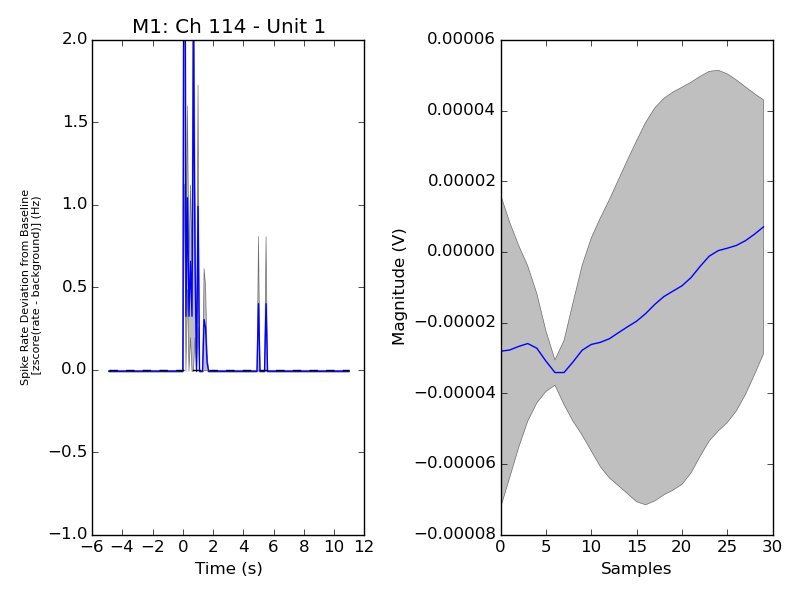 M1: Ch 114 - Unit 1
Spike Rate Deviation from Baseline
[zscore(rate - background)] (Hz)
2.0
1.5
1.0
0.5
0.0
−0.5
−1.0
−6 −4 −2 0 2 4 6 8 10 12
Time (s)
Magnitude (V)
0.00006
0.00004
0.00002
0.00000
−0.00002
−0.00004
−0.00006
−0.00008
0 5 10 15 20 25 30
Samples